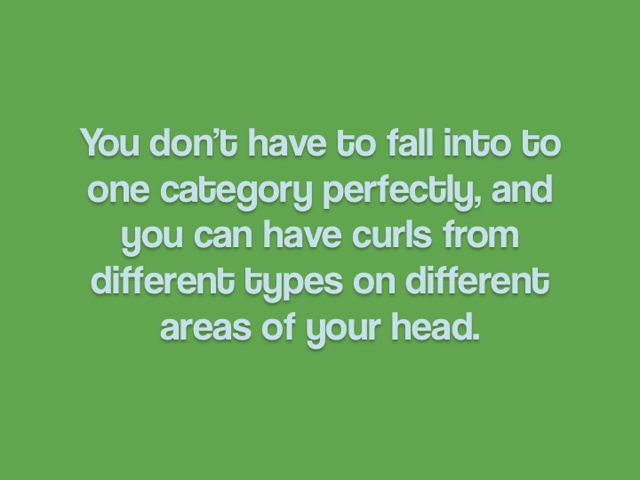 You don’t have to fall into to
one category perfectly, and
you can have curls from
different types on different
areas of your head.